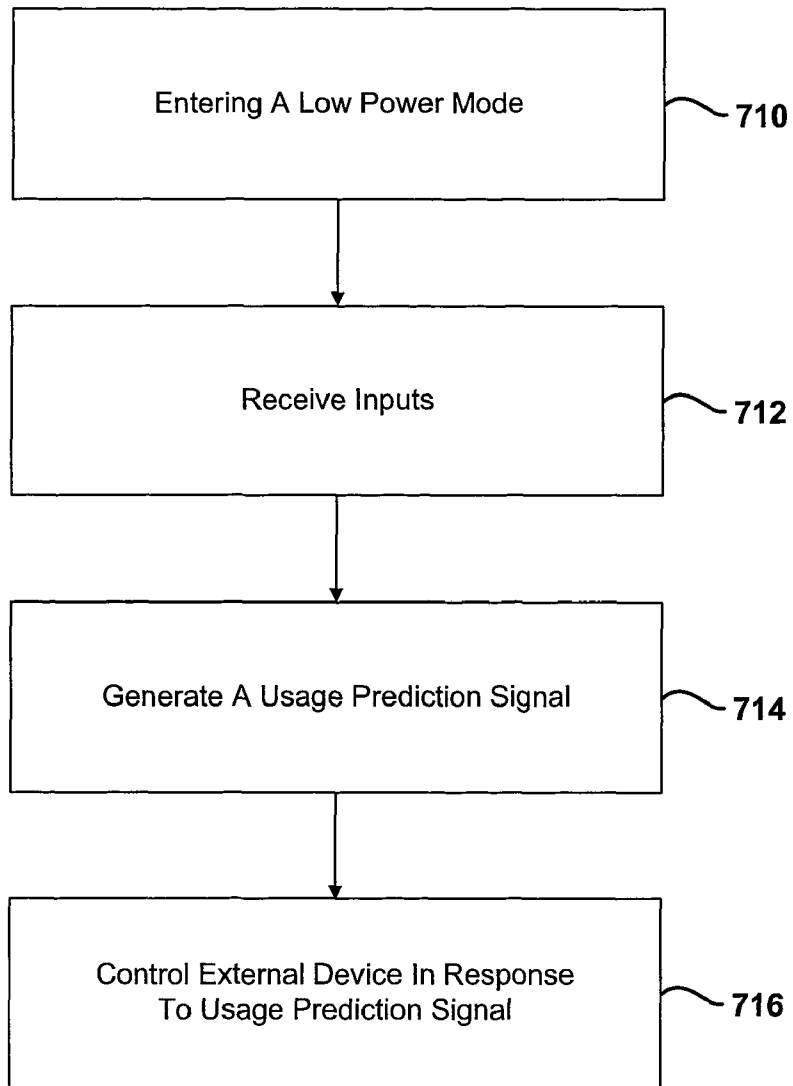 Entering A Low Power Mode
710
Receive Inputs
712
Generate A Usage Prediction Signal
714
Control External Device In Response
To Usage Prediction Signal
716